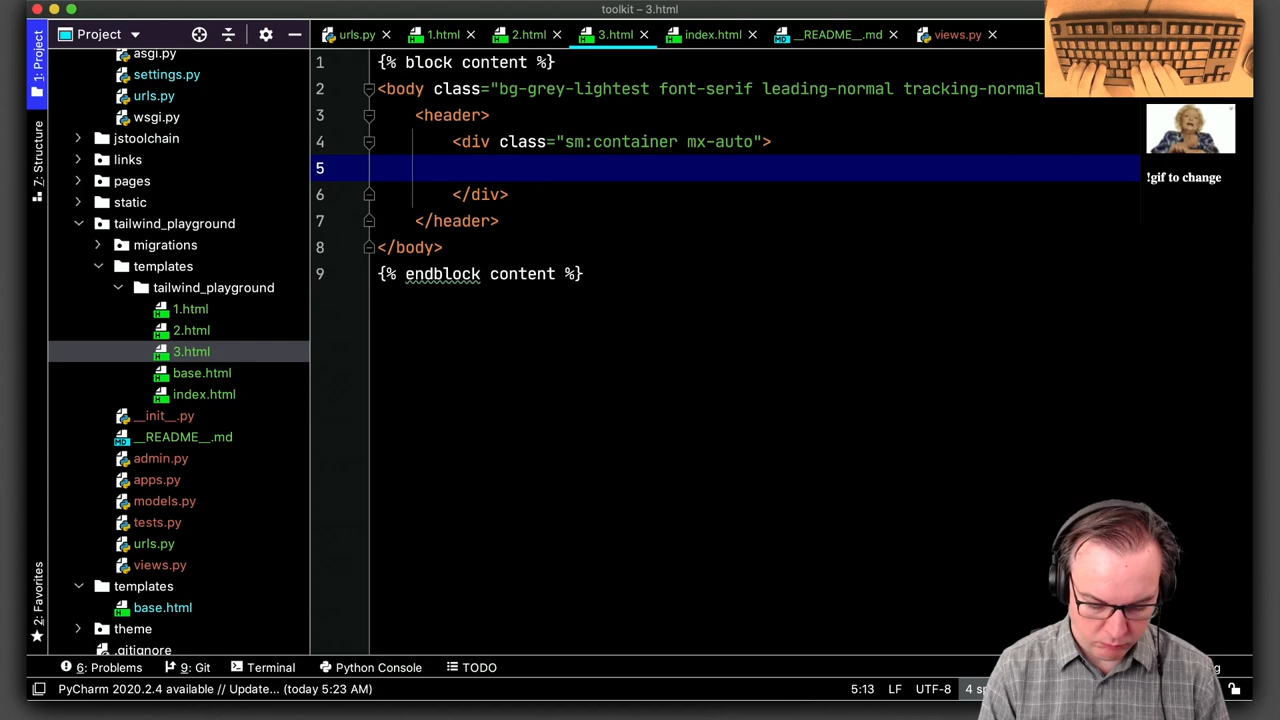 toolkit – 3.html
Project
urls.py
1.html
2.html
3.html
index.html
__README__.md
views.py
1: Project
7: Structure
2: Favorites
asgi.py
settings.py
urls.py
wsgi.py
jstoolchain
links
pages
static
tailwind_playground
migrations
templates
tailwind_playground
1.html
2.html
3.html
base.html
index.html
__init__.py
__README__.md
admin.py
apps.py
models.py
tests.py
urls.py
views.py
templates
base.html
theme
.gitignore
1 {% block content %}
2 <body class="bg-grey-lightest font-serif leading-normal tracking-normal
3 <header>
4 <div class="sm:container mx-auto">
5
6 </div>
7 </header>
8 </body>
9 {% endblock content %}
!gif to change
6: Problems
9: Git
Terminal
Python Console
TODO
PyCharm 2020.2.4 available // Update... (today 5:23 AM)
5:13
LF
UTF-8